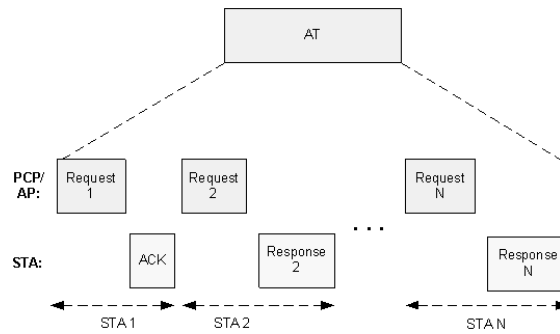 AT
PCP/
AP:
Request
1
Request
2
Request
N
. . .
STA:
ACK
Response
2
Response
N
STA 1
STA 2
STA N